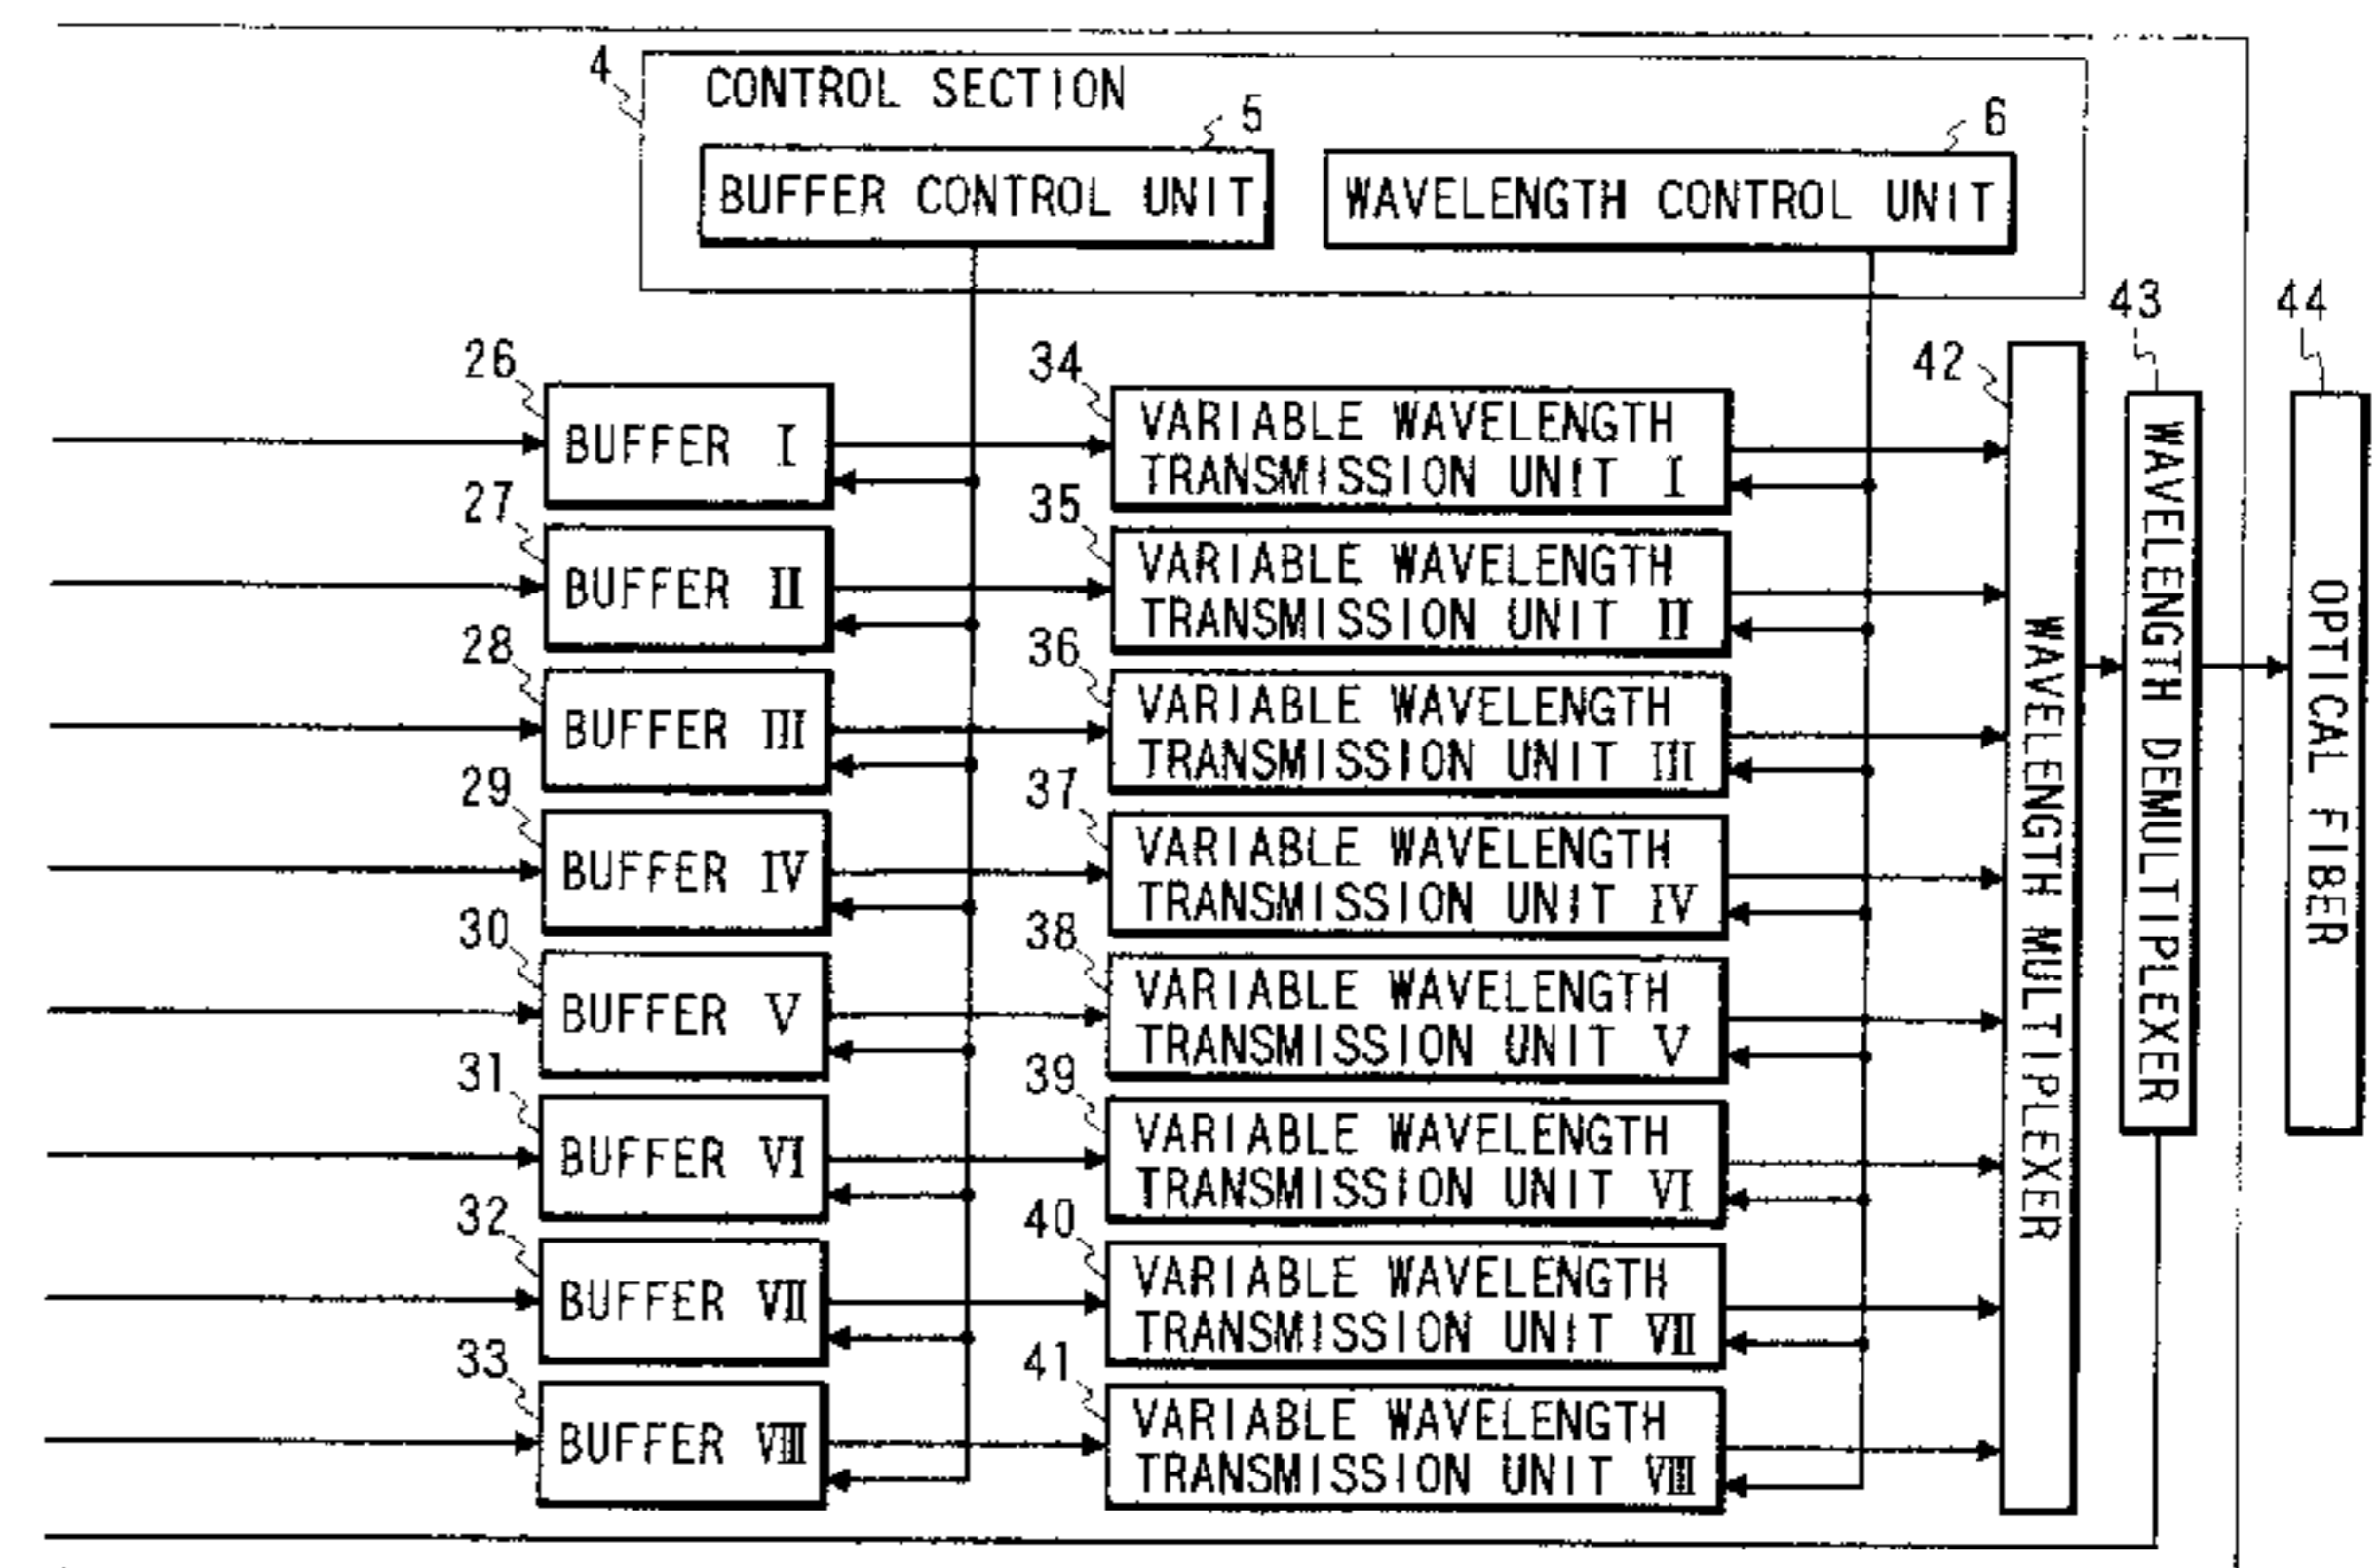 4
CONTROL SECTION
5
6
BUFFER CONTROL UNIT
WAVELENGTH CONTROL UNIT
43
44
26
34
42
BUFFER I
VARIABLE WAVELENGTH
TRANSMISSION UNIT I
27
35
BUFFER II
VARIABLE WAVELENGTH
TRANSMISSION UNIT II
28
36
BUFFER III
VARIABLE WAVELENGTH
TRANSMISSION UNIT III
29
37
BUFFER IV
VARIABLE WAVELENGTH
TRANSMISSION UNIT IV
30
38
BUFFER V
VARIABLE WAVELENGTH
TRANSMISSION UNIT V
31
39
BUFFER VI
VARIABLE WAVELENGTH
TRANSMISSION UNIT VI
32
40
BUFFER VII
VARIABLE WAVELENGTH
TRANSMISSION UNIT VII
33
41
BUFFER VIII
VARIABLE WAVELENGTH
TRANSMISSION UNIT VIII
WAVELENGTH MULTIPLEXER
WAVELENGTH DEMULTIPLEXER
OPTICAL FIBER